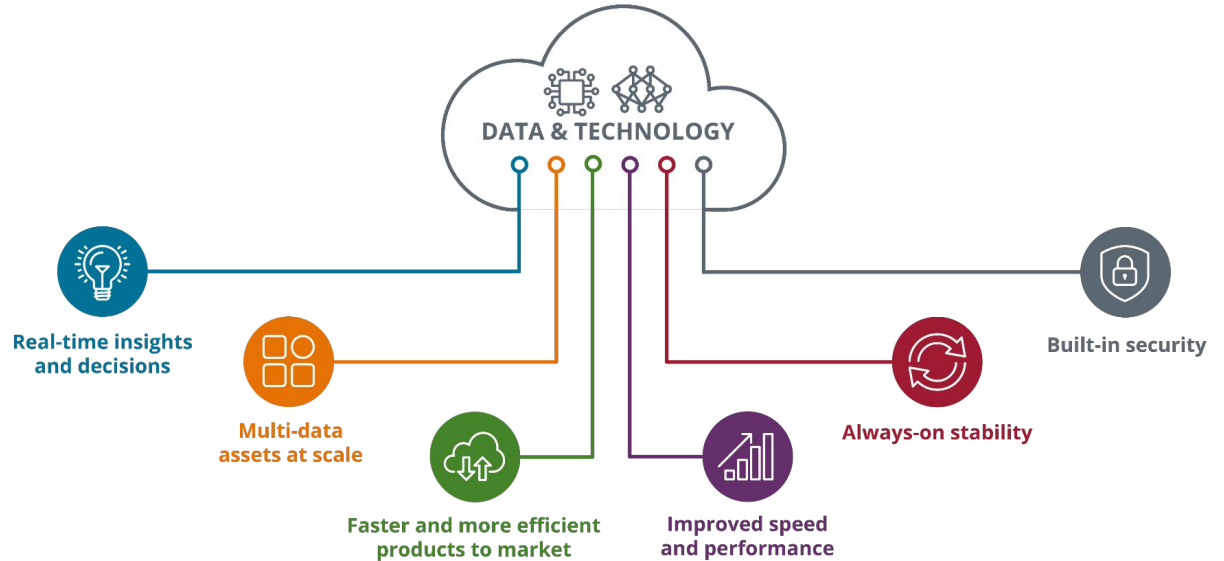 DATA & TECHNOLOGY
Real-time insights
and decisions
Multi-data
assets at scale
Faster and more efficient
products to market
Improved speed
and performance
Always-on stability
Built-in security